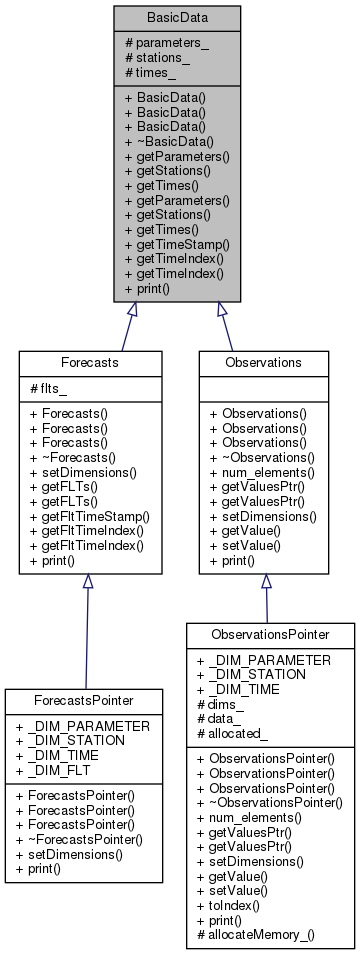 BasicData
# parameters_
# stations_
# times_
+ BasicData()
+ BasicData()
+ BasicData()
+ ~BasicData()
+ getParameters()
+ getStations()
+ getTimes()
+ getParameters()
+ getStations()
+ getTimes()
+ getTimeStamp()
+ getTimeIndex()
+ getTimeIndex()
+ print()
Forecasts
# flts_
+ Forecasts()
+ Forecasts()
+ Forecasts()
+ ~Forecasts()
+ setDimensions()
+ getFLTs()
+ getFLTs()
+ getFltTimeStamp()
+ getFltTimeIndex()
+ getFltTimeIndex()
+ print()
Observations
+ Observations()
+ Observations()
+ Observations()
+ ~Observations()
+ num_elements()
+ getValuesPtr()
+ getValuesPtr()
+ setDimensions()
+ getValue()
+ setValue()
+ print()
ForecastsPointer
+ _DIM_PARAMETER
+ _DIM_STATION
+ _DIM_TIME
+ _DIM_FLT
+ ForecastsPointer()
+ ForecastsPointer()
+ ForecastsPointer()
+ ~ForecastsPointer()
+ setDimensions()
+ print()
ObservationsPointer
+ _DIM_PARAMETER
+ _DIM_STATION
+ _DIM_TIME
# dims_
# data_
# allocated_
+ ObservationsPointer()
+ ObservationsPointer()
+ ObservationsPointer()
+ ~ObservationsPointer()
+ num_elements()
+ getValuesPtr()
+ getValuesPtr()
+ setDimensions()
+ getValue()
+ setValue()
+ toIndex()
+ print()
# allocateMemory_()